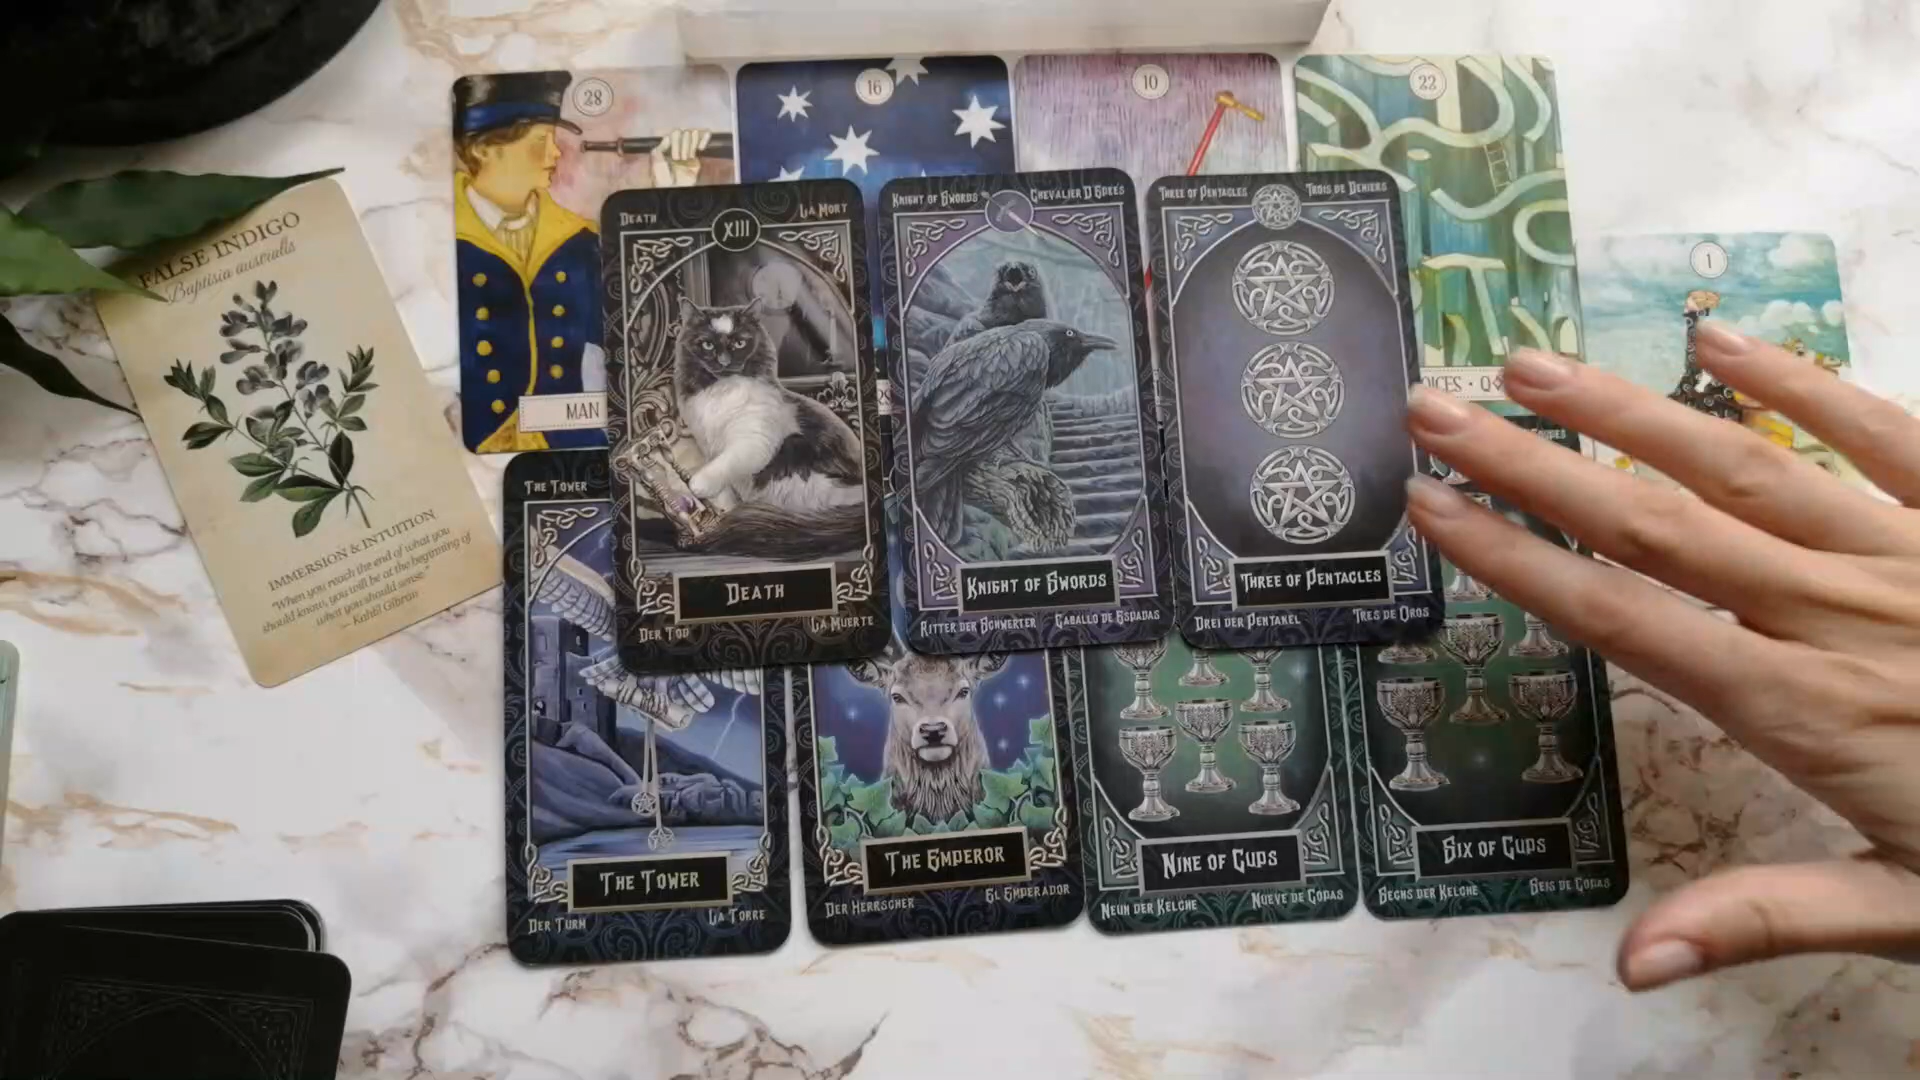 28
16
10
22
1
MAN
OICES • Q
FALSE INDIGO
Baptisia australis
IMMERSION & INTUITION
"When you reach the end of what you
should know, you will be at the beginning of
what you should sense."
— Kahlil Gibran
DEATH
XIII
LA MORT
DEATH
DER TOD
LA MUERTE
KNIGHT OF SWORDS
CHEVALIER D'EPÉES
KNIGHT OF SWORDS
RITTER DER SCHWERTER
CABALLO DE ESPADAS
THREE OF PENTACLES
TROIS DE DENIERS
THREE OF PENTACLES
DREI DER PENTAKEL
TRES DE OROS
THE TOWER
THE TOWER
DER TURM
LA TORRE
THE EMPEROR
DER HERRSCHER
EL EMPERADOR
NINE OF CUPS
NEUN DER KELCHE
NUEVE DE COPAS
SIX OF CUPS
SECHS DER KELCHE
SEIS DE COPAS